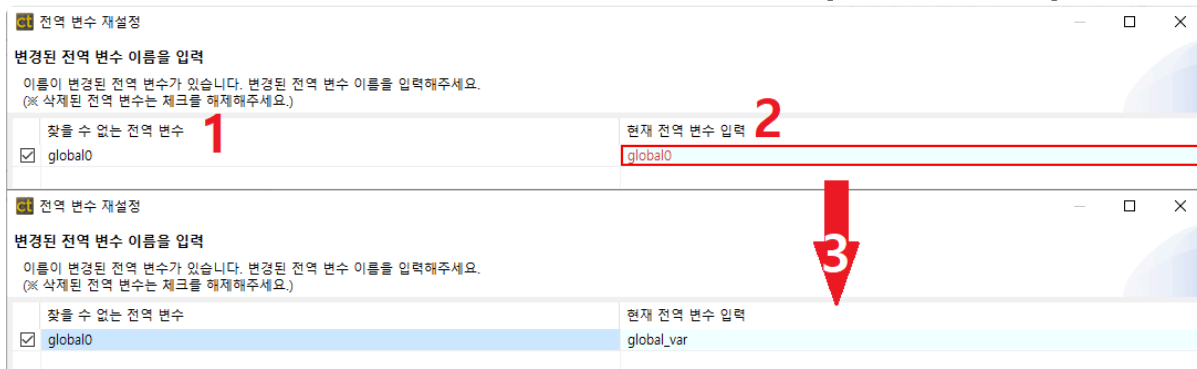 ct 전역 변수 재설정
변경된 전역 변수 이름을 입력
이름이 변경된 전역 변수가 있습니다. 변경된 전역 변수 이름을 입력해주세요.
(※ 삭제된 전역 변수는 체크를 해제해주세요.)
찾을 수 없는 전역 변수 1 현재 전역 변수 입력 2
global0 global0
3
ct 전역 변수 재설정
변경된 전역 변수 이름을 입력
이름이 변경된 전역 변수가 있습니다. 변경된 전역 변수 이름을 입력해주세요.
(※ 삭제된 전역 변수는 체크를 해제해주세요.)
찾을 수 없는 전역 변수 현재 전역 변수 입력
global0 global_var